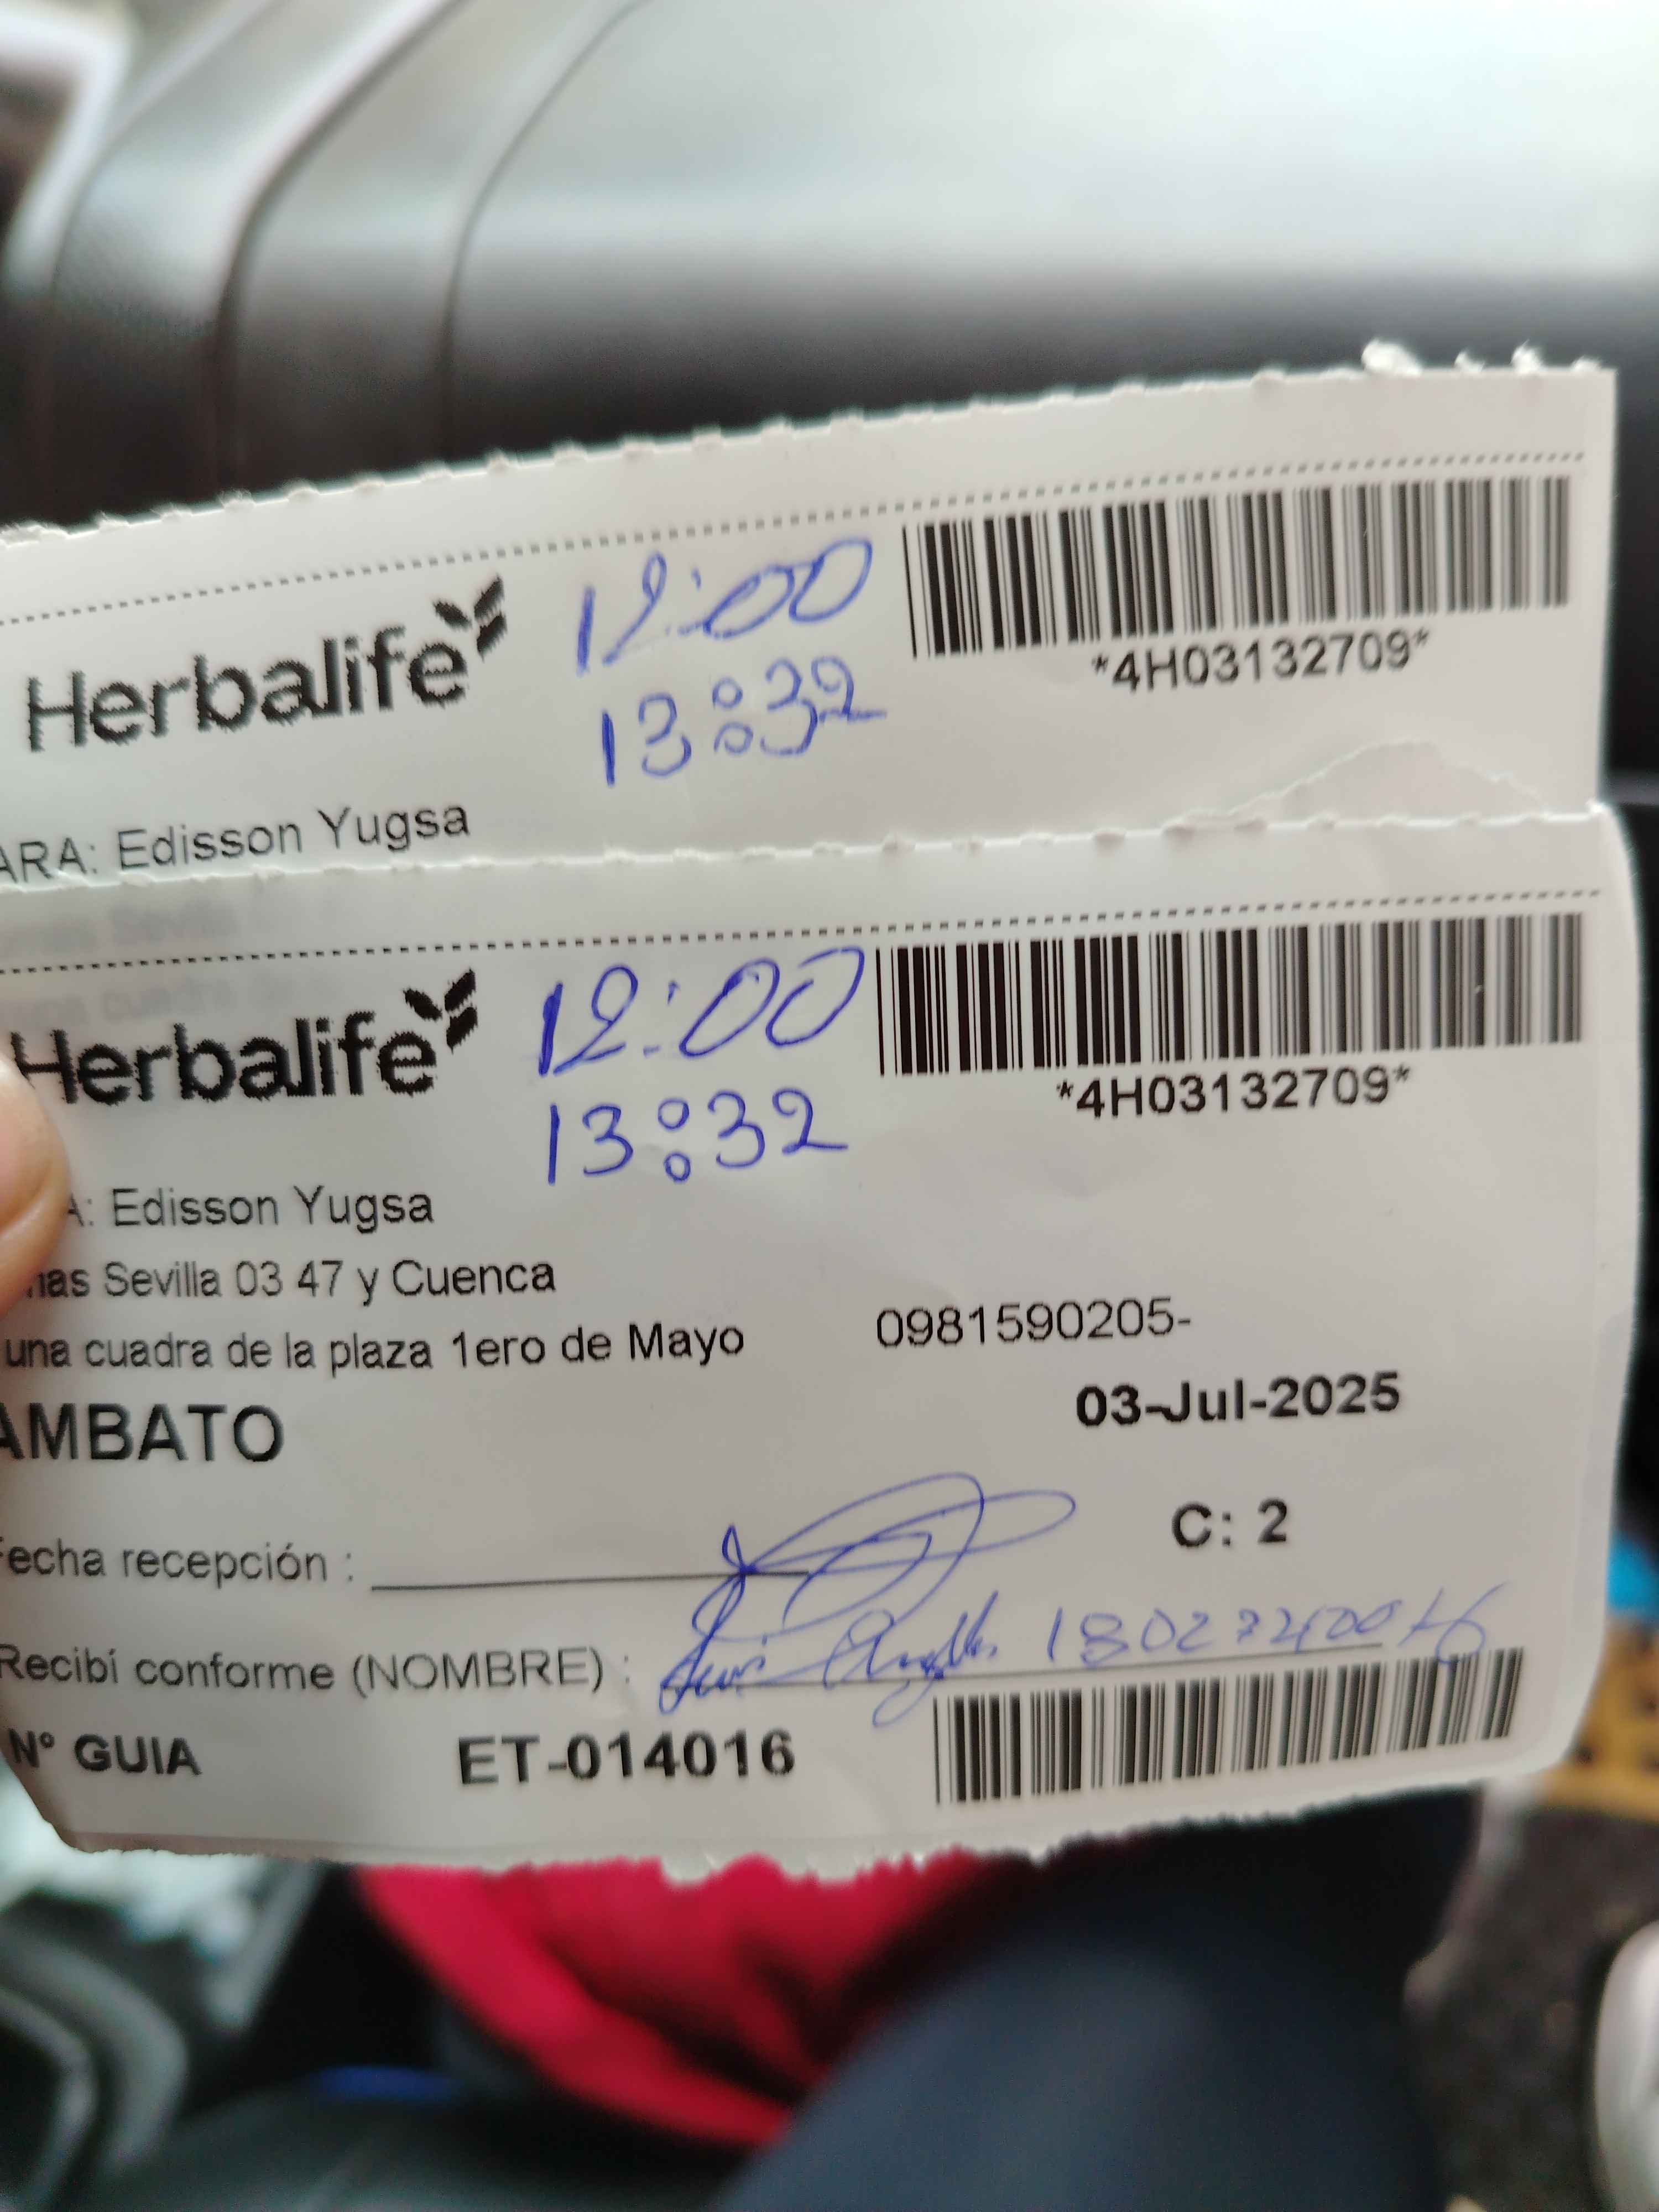 Herbalife
12:00
13:32
*4H03132709*
ARA: Edisson Yugsa
Herbalife
12:00
13:32
*4H03132709*
A: Edisson Yugsa
Sevilla 03 47 y Cuenca
una cuadra de la plaza 1ero de Mayo 0981590205-
03-Jul-2025
AMBATO
C: 2
Fecha recepción :
Recibí conforme (NOMBRE) :
Nº GUIA ET-014016